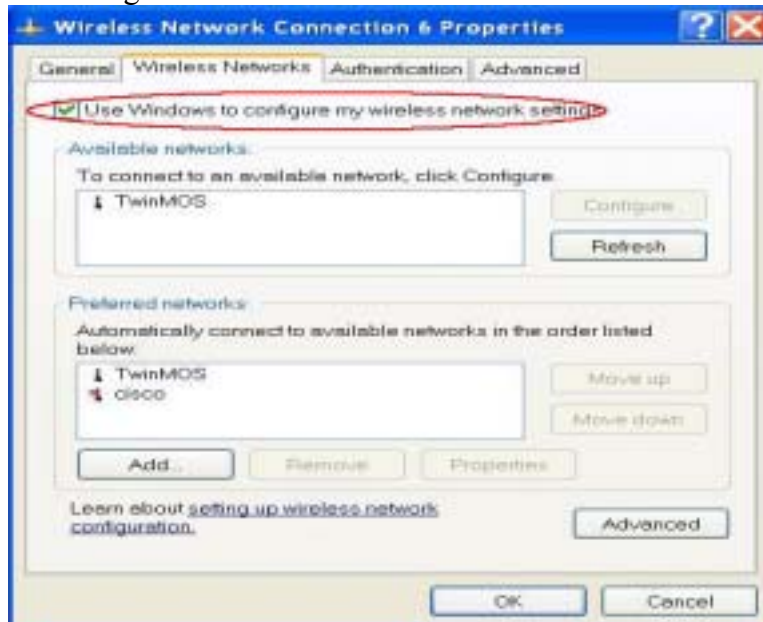 Wireless Network Connection 6 Properties
General Wireless Networks Authentication Advanced
Use Windows to configure my wireless network settings
Available networks:
To connect to an available network, click Configure.
TwinMOS
Configure
Refresh
Preferred networks:
Automatically connect to available networks in the order listed
below:
TwinMOS
cisco
Move up
Move down
Add... Remove Properties
Learn about setting up wireless network
configuration.
Advanced
OK Cancel